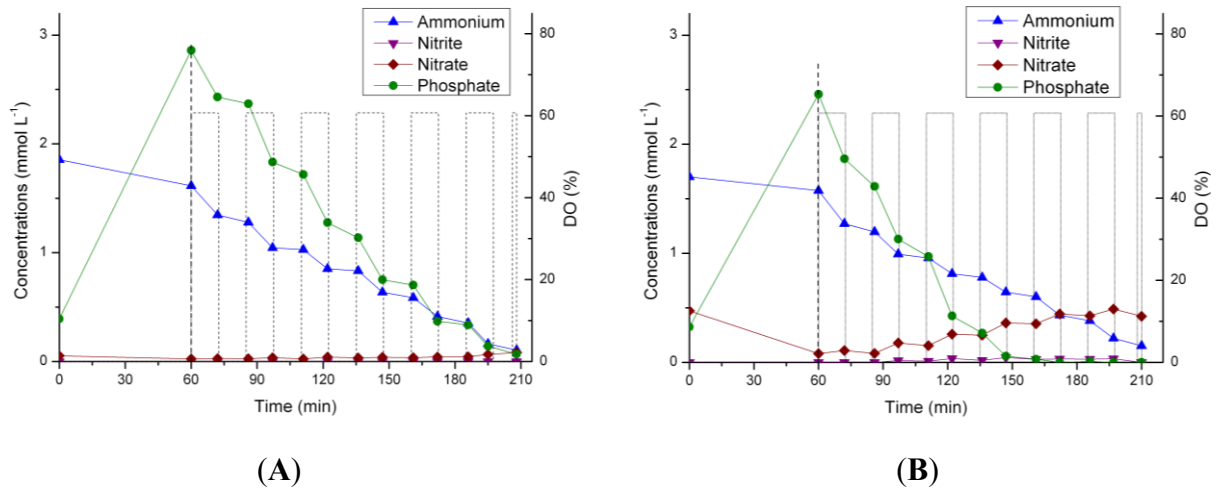 Ammonium
Nitrite
Nitrate
Phosphate
Concentrations (mmol L⁻¹)
3
2
1
0
80
60
40
20
0
DO (%)
0 30 60 90 120 150 180 210
Time (min)
(A)
Ammonium
Nitrite
Nitrate
Phosphate
Concentrations (mmol L⁻¹)
3
2
1
0
80
60
40
20
0
DO (%)
0 30 60 90 120 150 180 210
Time (min)
(B)